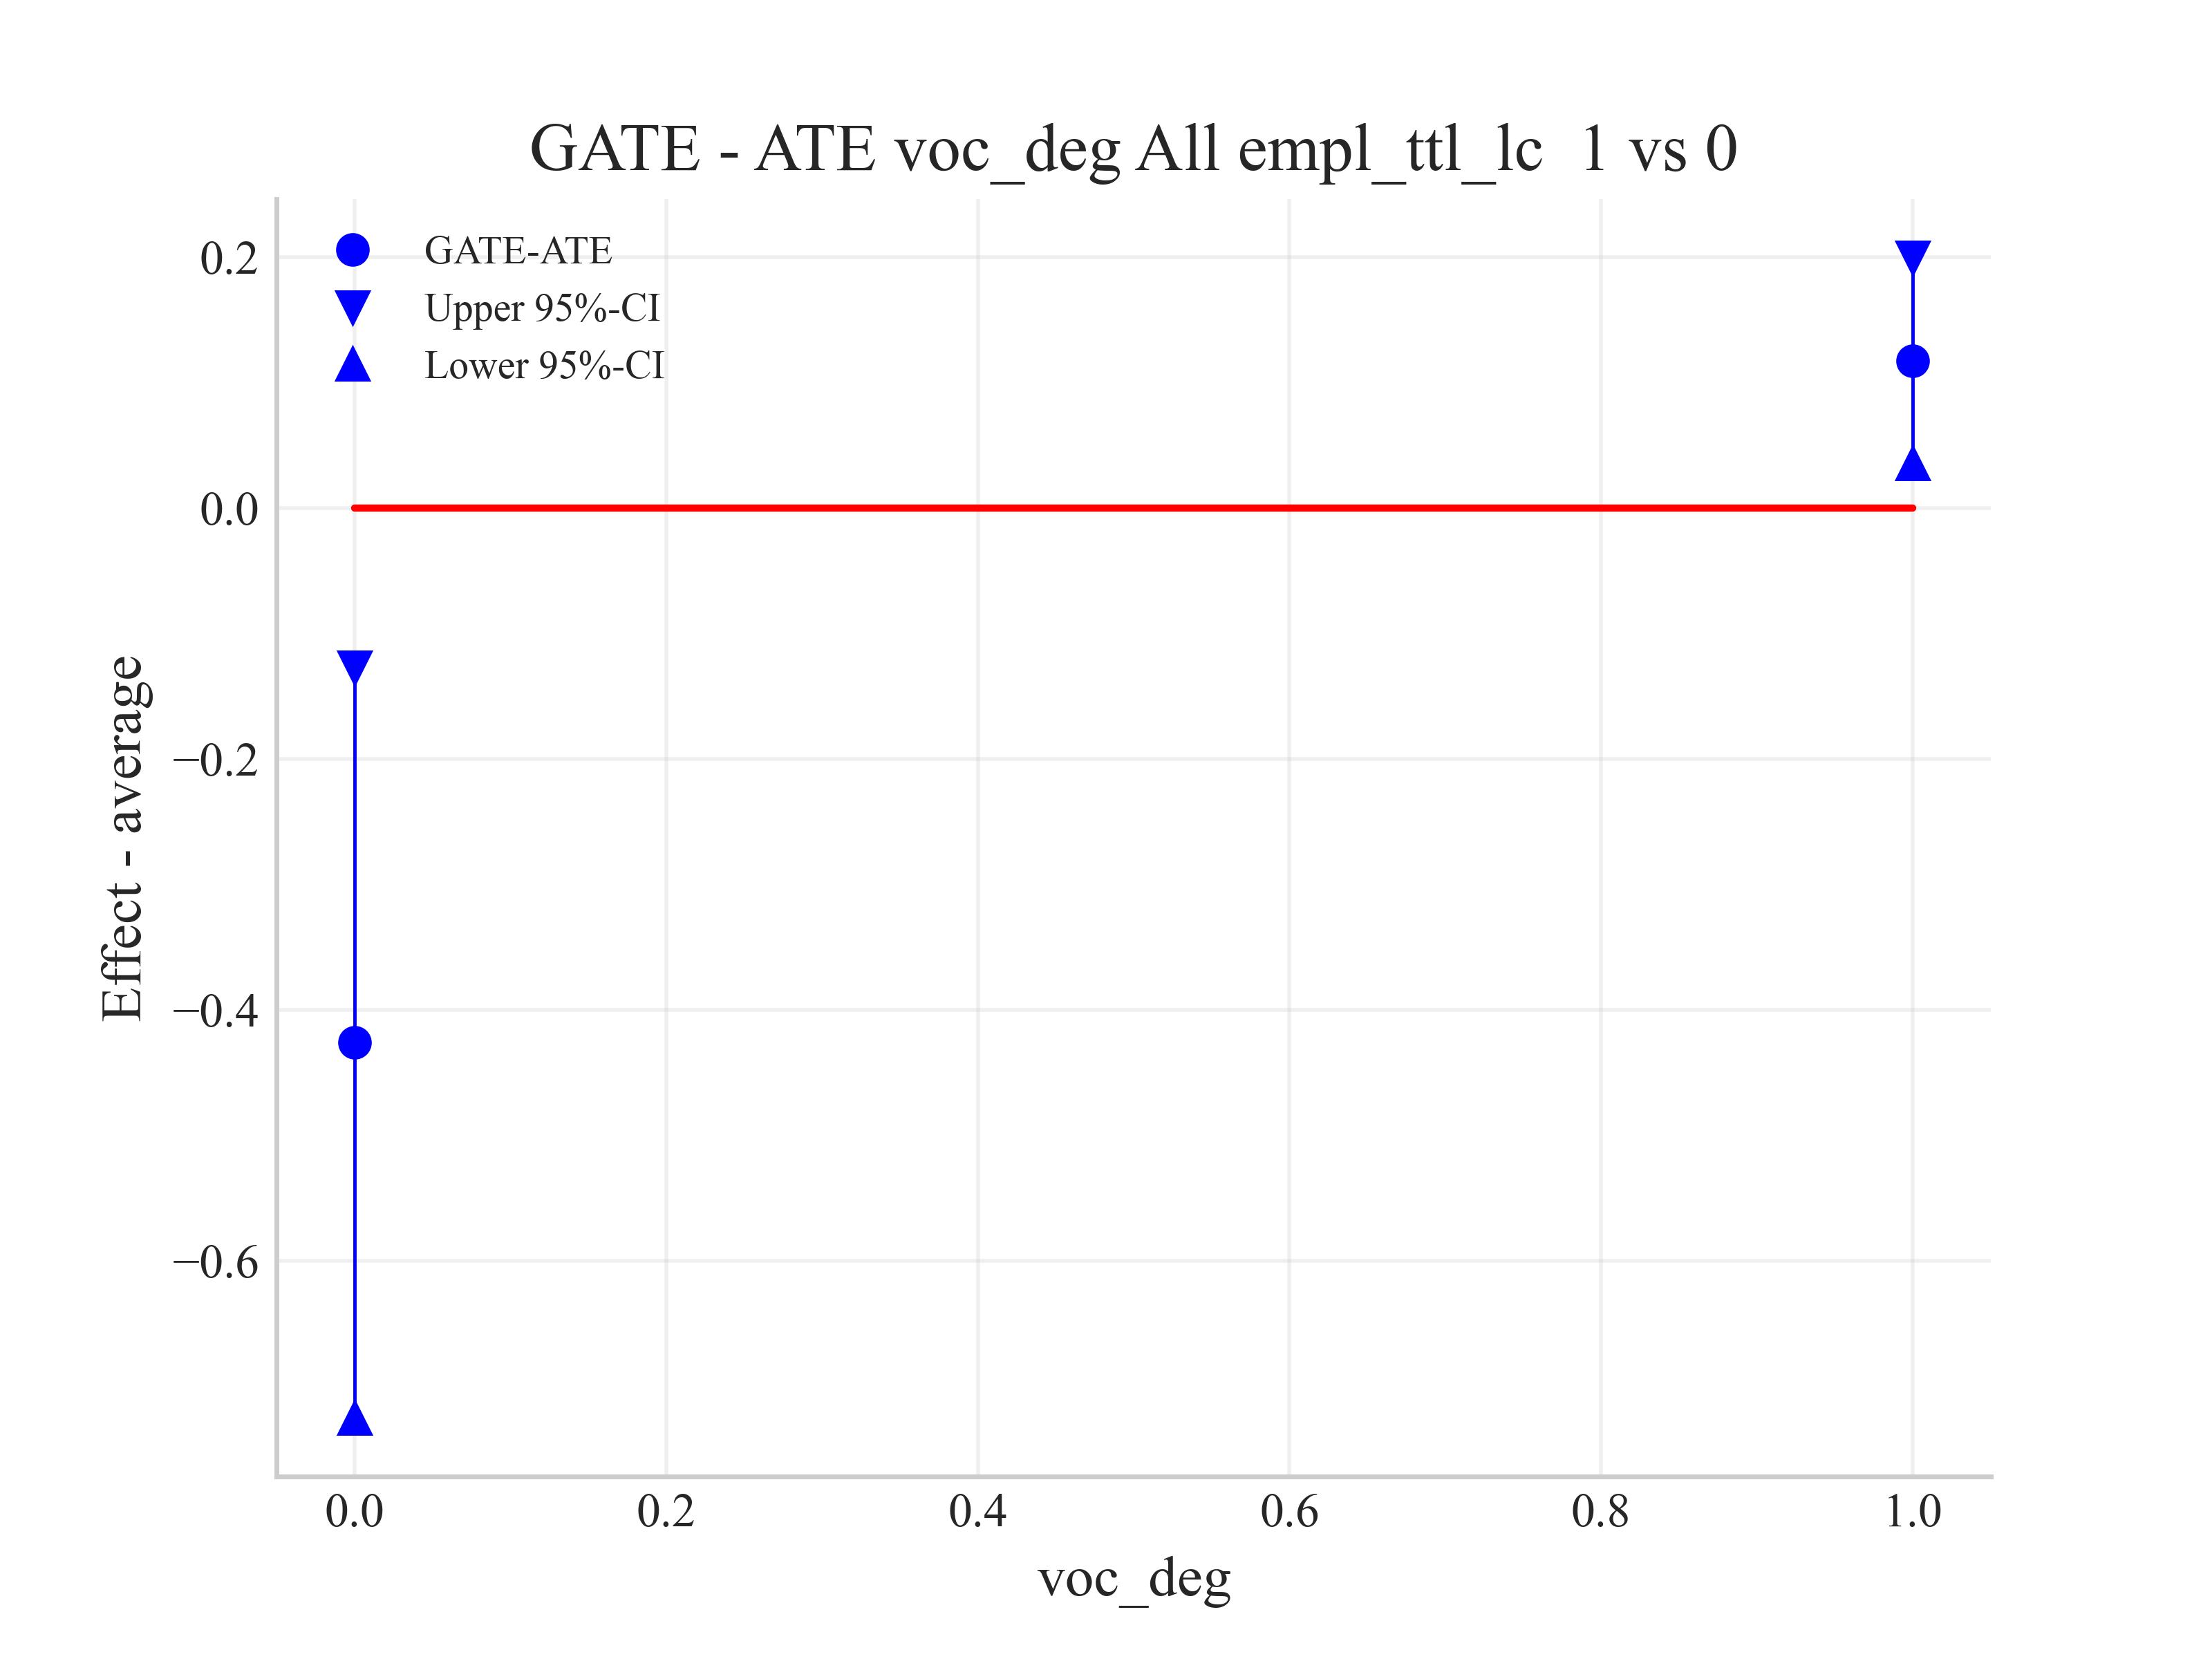 GATE - ATE voc_deg All empl_ttl_lc  1 vs 0
GATE-ATE
Upper 95%-CI
Lower 95%-CI
0.2
0.0
−0.2
−0.4
−0.6
Effect - average
0.0 0.2 0.4 0.6 0.8 1.0
voc_deg